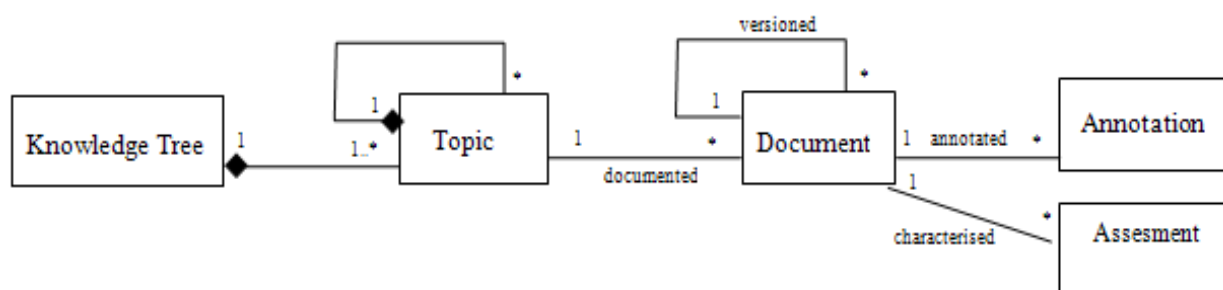 versioned
*
*
1
1
Knowledge Tree
1
1..*
Topic
1
*
documented
Document
1
annotated
*
Annotation
1
characterised
*
Assesment